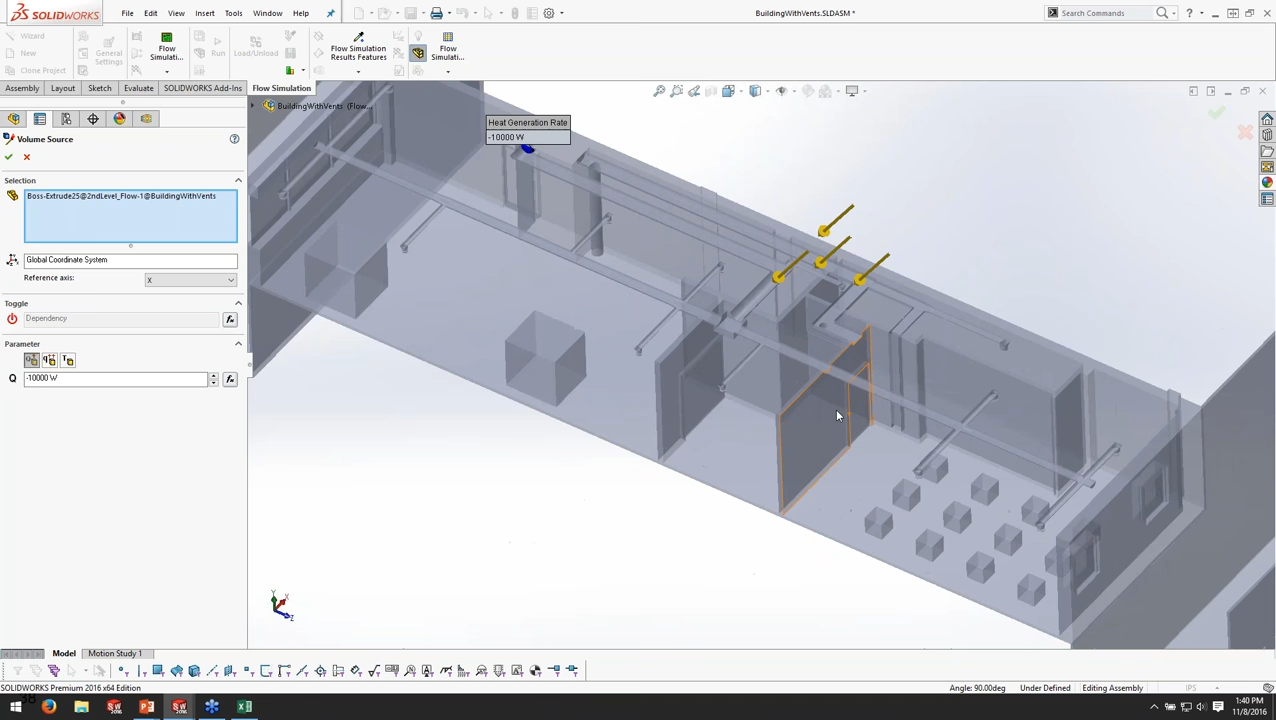 SOLIDWORKS
File Edit View Insert Tools Window Help
BuildingWithVents.SLDASM *
Search Commands
Wizard
New
Clone Project
General Settings
Flow Simulati...
Run
Load/Unload
Flow Simulation Results Features
Flow Simulati...
Assembly Layout Sketch Evaluate SOLIDWORKS Add-Ins Flow Simulation
BuildingWithVents (Flow...
Volume Source
Selection
Boss-Extrude25@2ndLevel_Flow-1@BuildingWithVents
Global Coordinate System
Reference axis: X
Toggle
Dependency
Parameter
Q -10000 W
Heat Generation Rate
-10000 W
Y
X
Z
Model Motion Study 1
SOLIDWORKS Premium 2016 x64 Edition
Angle: 90.00deg Under Defined Editing Assembly IPS
1:40 PM
11/8/2016